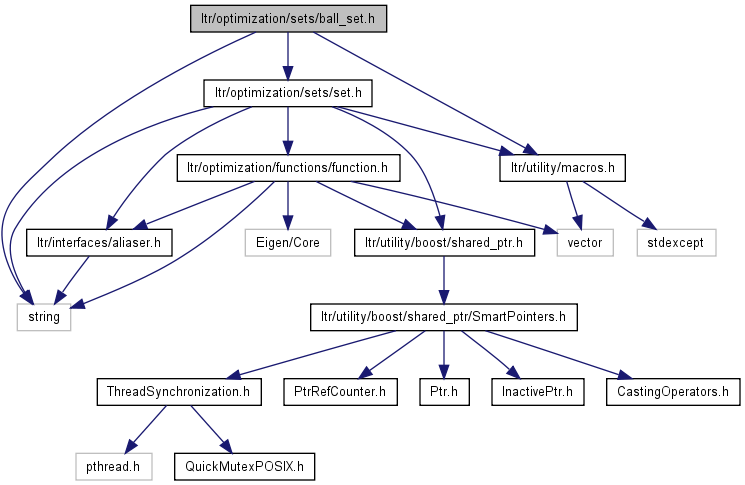 ltr/optimization/sets/ball_set.h
ltr/optimization/sets/set.h
ltr/optimization/functions/function.h
ltr/utility/macros.h
ltr/interfaces/aliaser.h
Eigen/Core
ltr/utility/boost/shared_ptr.h
vector
stdexcept
string
ltr/utility/boost/shared_ptr/SmartPointers.h
ThreadSynchronization.h
PtrRefCounter.h
Ptr.h
InactivePtr.h
CastingOperators.h
pthread.h
QuickMutexPOSIX.h